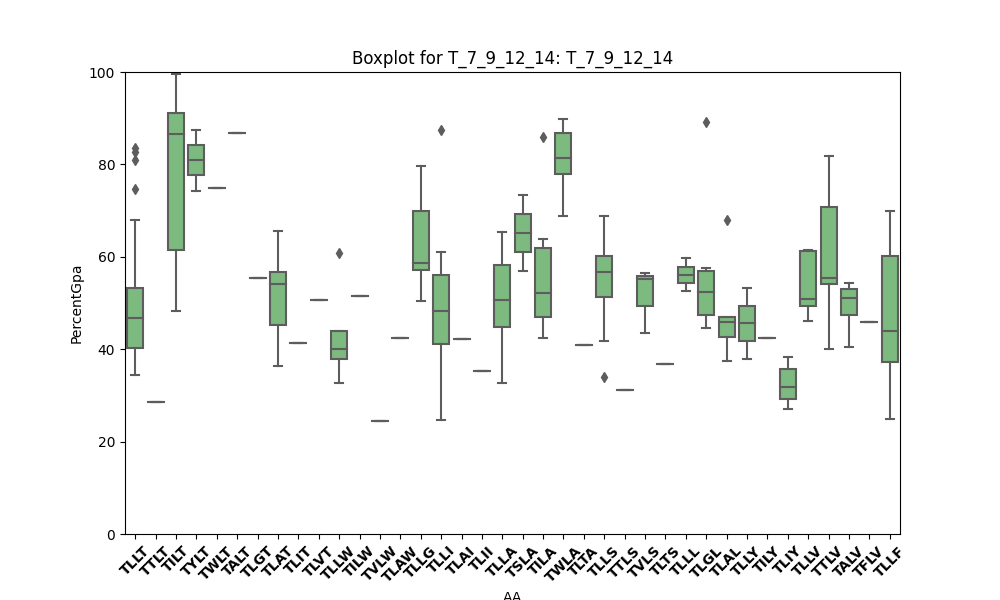 Boxplot for T_7_9_12_14: T_7_9_12_14
100
80
60
40
20
0
PercentGpa
TLLT TTLT TILT TYLT TWLT TALT TLGT TLAT TLIT TLVT TLLW TILW TVLW TLAW TLLG TLLI TLAI TLII TLLA TSLA TILA TWLA TLTA TLLS TTLS TVLS TLTS TLLL TLGL TLAL TLLY TILY TLIY TLLV TTLV TALV TFLV TLLF
AA